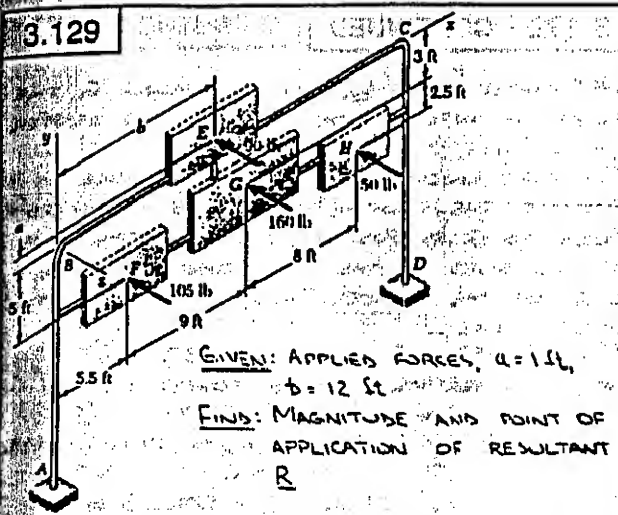 3.129
C
x
3 ft
2.5 ft
y
b
E
H
G
50 lb
160 lb
a
8 ft
B
z
F
D
5 ft
105 lb
9 ft
5.5 ft
A
GIVEN: APPLIED FORCES, a = 1 ft,
b = 12 ft
FIND: MAGNITUDE AND POINT OF
APPLICATION OF RESULTANT
R